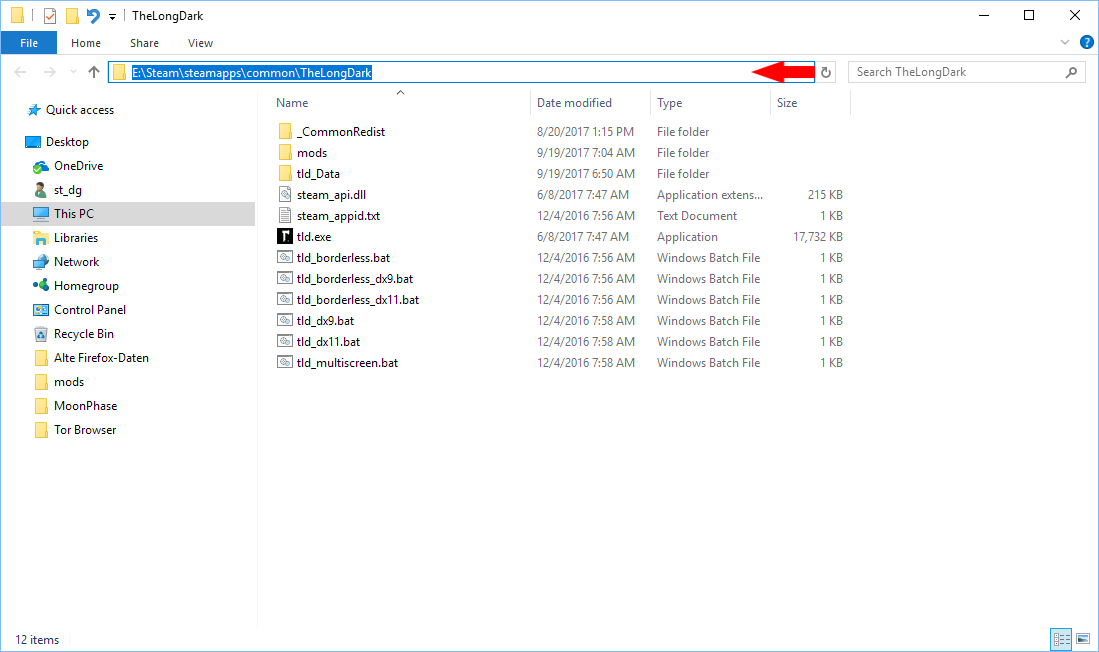 TheLongDark
File Home Share View
E:\Steam\steamapps\common\TheLongDark Search TheLongDark
Name Date modified Type Size
Quick access
Desktop
OneDrive
st_dg
This PC
Libraries
Network
Homegroup
Control Panel
Recycle Bin
Alte Firefox-Daten
mods
MoonPhase
Tor Browser
_CommonRedist 8/20/2017 1:15 PM File folder
mods 9/19/2017 7:04 AM File folder
tld_Data 9/19/2017 6:50 AM File folder
steam_api.dll 6/8/2017 7:47 AM Application extens... 215 KB
steam_appid.txt 12/4/2016 7:56 AM Text Document 1 KB
tld.exe 6/8/2017 7:47 AM Application 17,732 KB
tld_borderless.bat 12/4/2016 7:56 AM Windows Batch File 1 KB
tld_borderless_dx9.bat 12/4/2016 7:56 AM Windows Batch File 1 KB
tld_borderless_dx11.bat 12/4/2016 7:56 AM Windows Batch File 1 KB
tld_dx9.bat 12/4/2016 7:58 AM Windows Batch File 1 KB
tld_dx11.bat 12/4/2016 7:58 AM Windows Batch File 1 KB
tld_multiscreen.bat 12/4/2016 7:58 AM Windows Batch File 1 KB
12 items